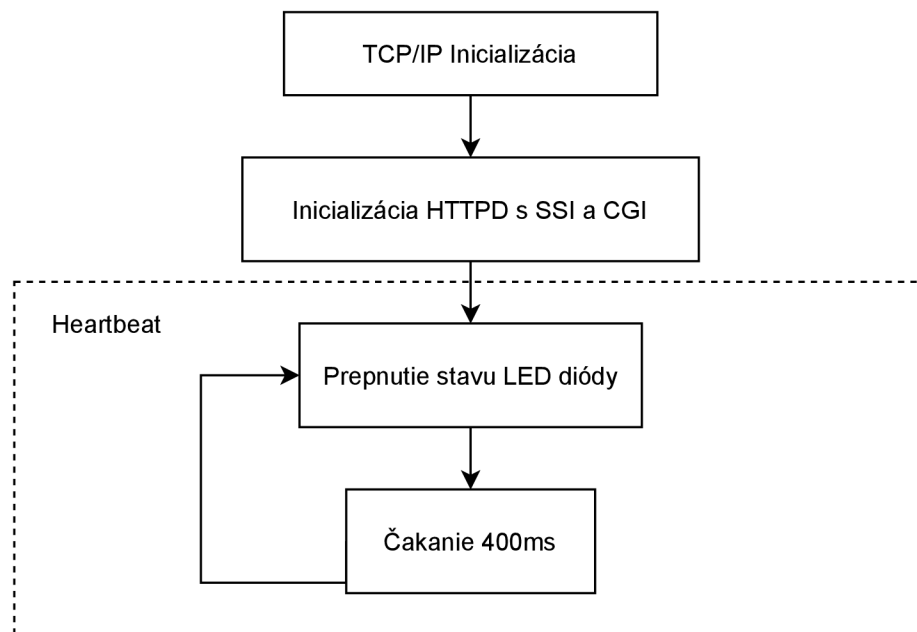 TCP/IP Inicializácia
Inicializácia HTTPD s SSI a CGI
Heartbeat
Prepnutie stavu LED diódy
Čakanie 400ms